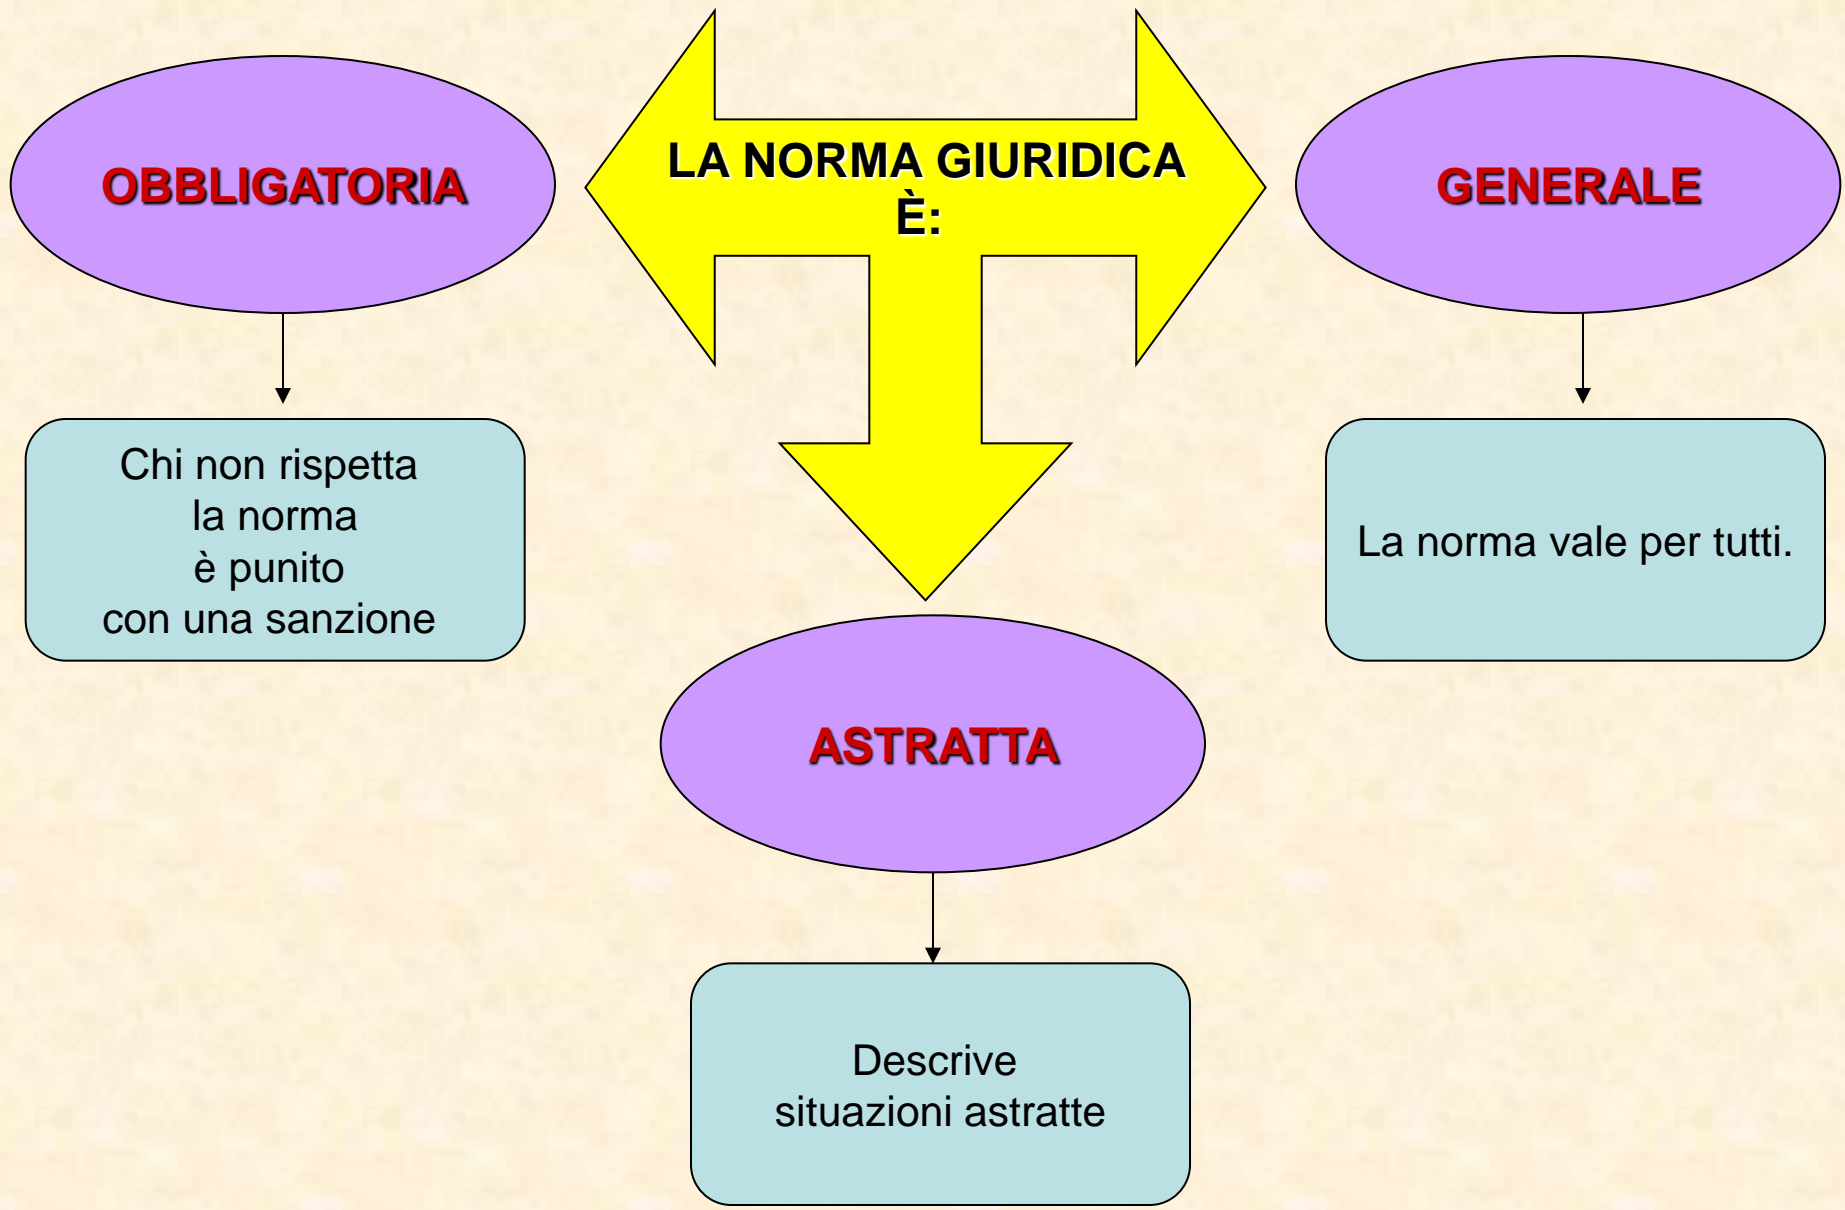 LA NORMA GIURIDICA
È:
OBBLIGATORIA
GENERALE
Chi non rispetta
la norma
è punito
con una sanzione
La norma vale per tutti.
ASTRATTA
Descrive
situazioni astratte